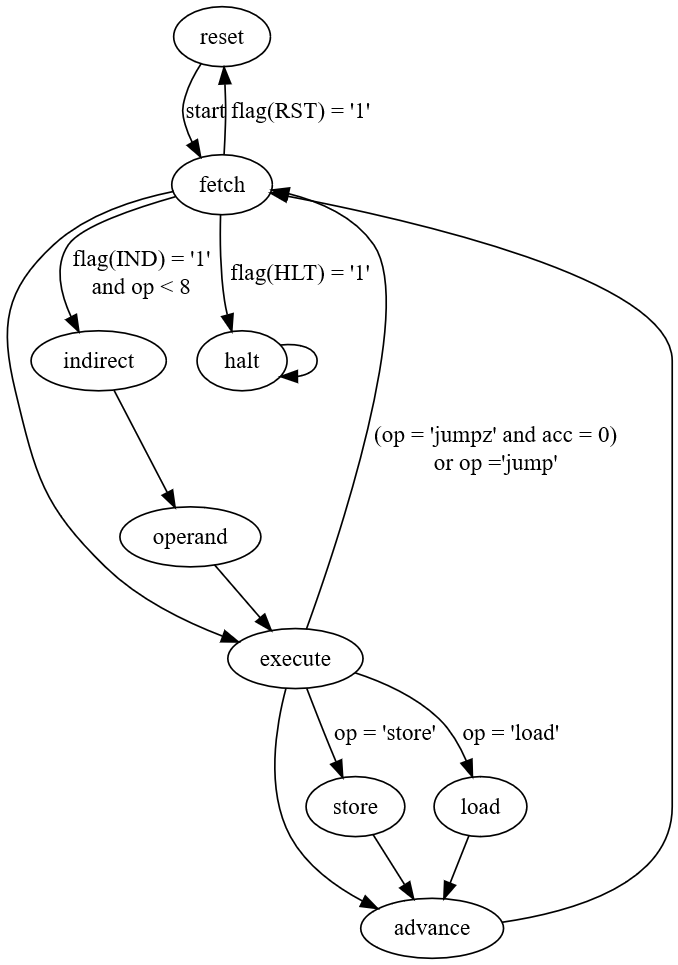 reset
start
flag(RST) = '1'
fetch
flag(IND) = '1'
and op < 8
flag(HLT) = '1'
indirect
halt
(op = 'jumpz' and acc = 0)
or op ='jump'
operand
execute
op = 'store'
op = 'load'
store
load
advance